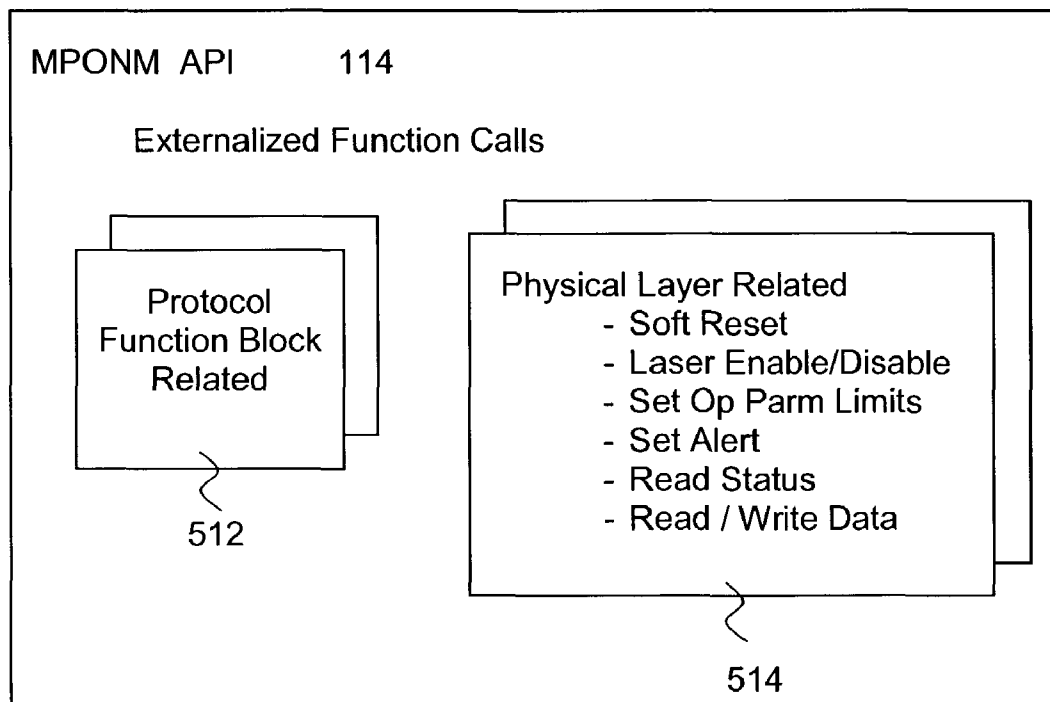 MPONM API 114
Externalized Function Calls
Protocol
Function Block
Related
512
Physical Layer Related
- Soft Reset
- Laser Enable/Disable
- Set Op Parm Limits
- Set Alert
- Read Status
- Read / Write Data
514